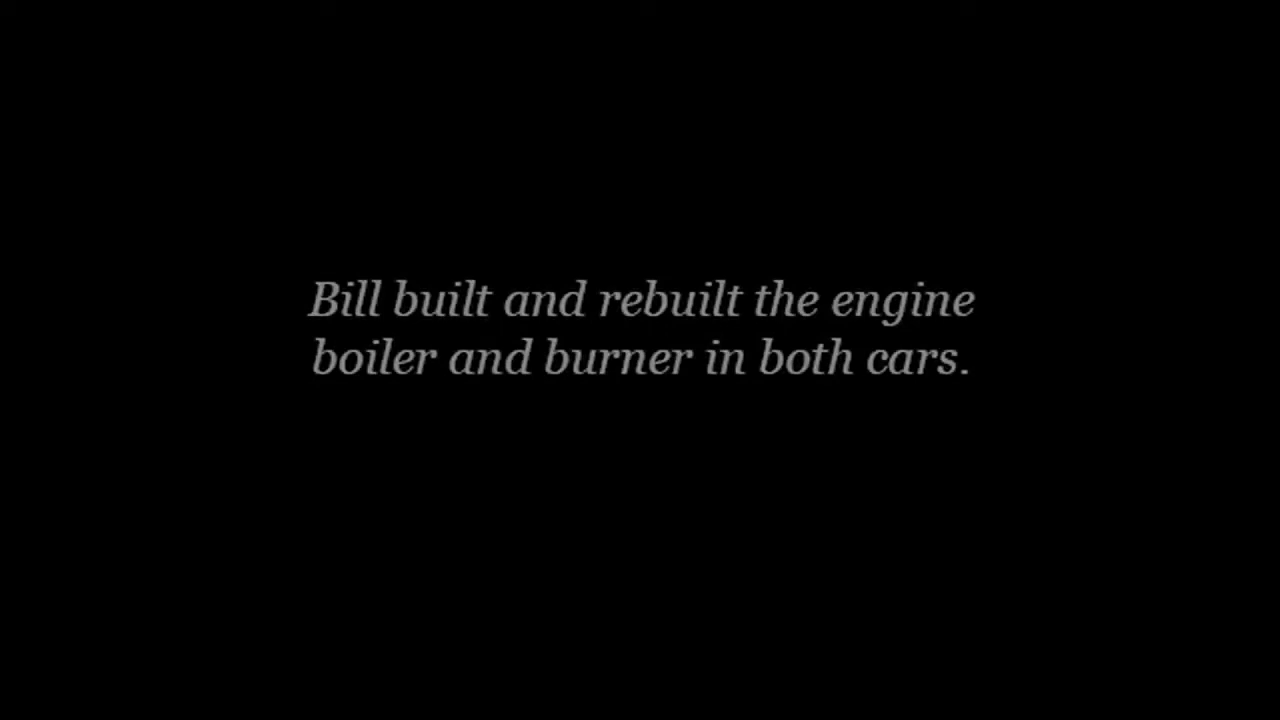 Bill built and rebuilt the engine
boiler and burner in both cars.